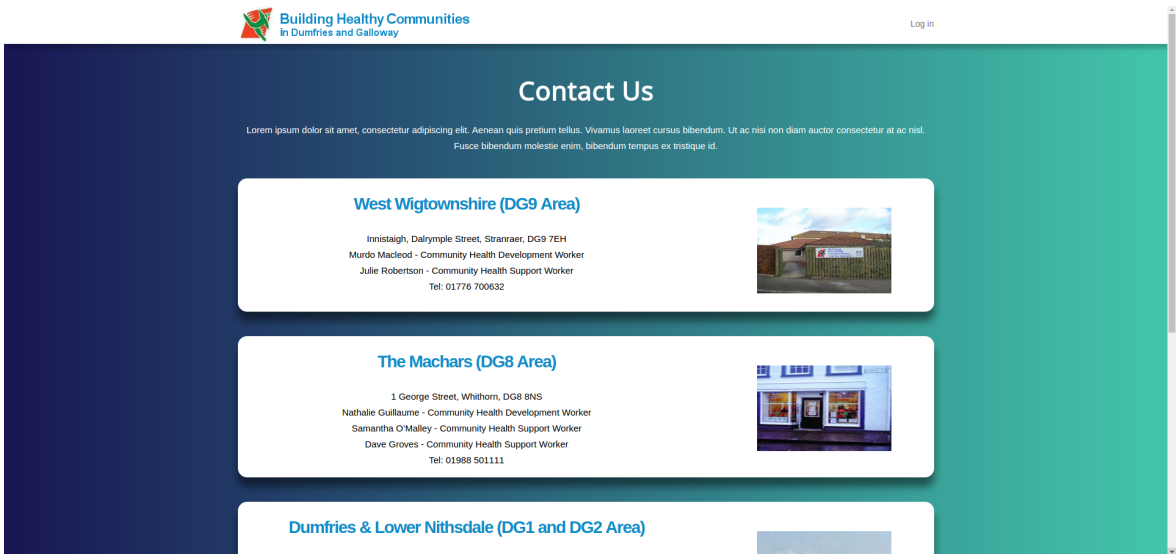 Building Healthy Communities
in Dumfries and Galloway
Log in
Contact Us
Lorem ipsum dolor sit amet, consectetur adipiscing elit. Aenean quis pretium tellus. Vivamus laoreet cursus bibendum. Ut ac nisi non diam auctor consectetur at ac nisl.
Fusce bibendum molestie enim, bibendum tempus ex tristique id.
West Wigtownshire (DG9 Area)
Innistaigh, Dalrymple Street, Stranraer, DG9 7EH
Murdo Macleod - Community Health Development Worker
Julie Robertson - Community Health Support Worker
Tel: 01776 700632
The Machars (DG8 Area)
1 George Street, Whithorn, DG8 8NS
Nathalie Guillaume - Community Health Development Worker
Samantha O'Malley - Community Health Support Worker
Dave Groves - Community Health Support Worker
Tel: 01988 501111
Dumfries & Lower Nithsdale (DG1 and DG2 Area)